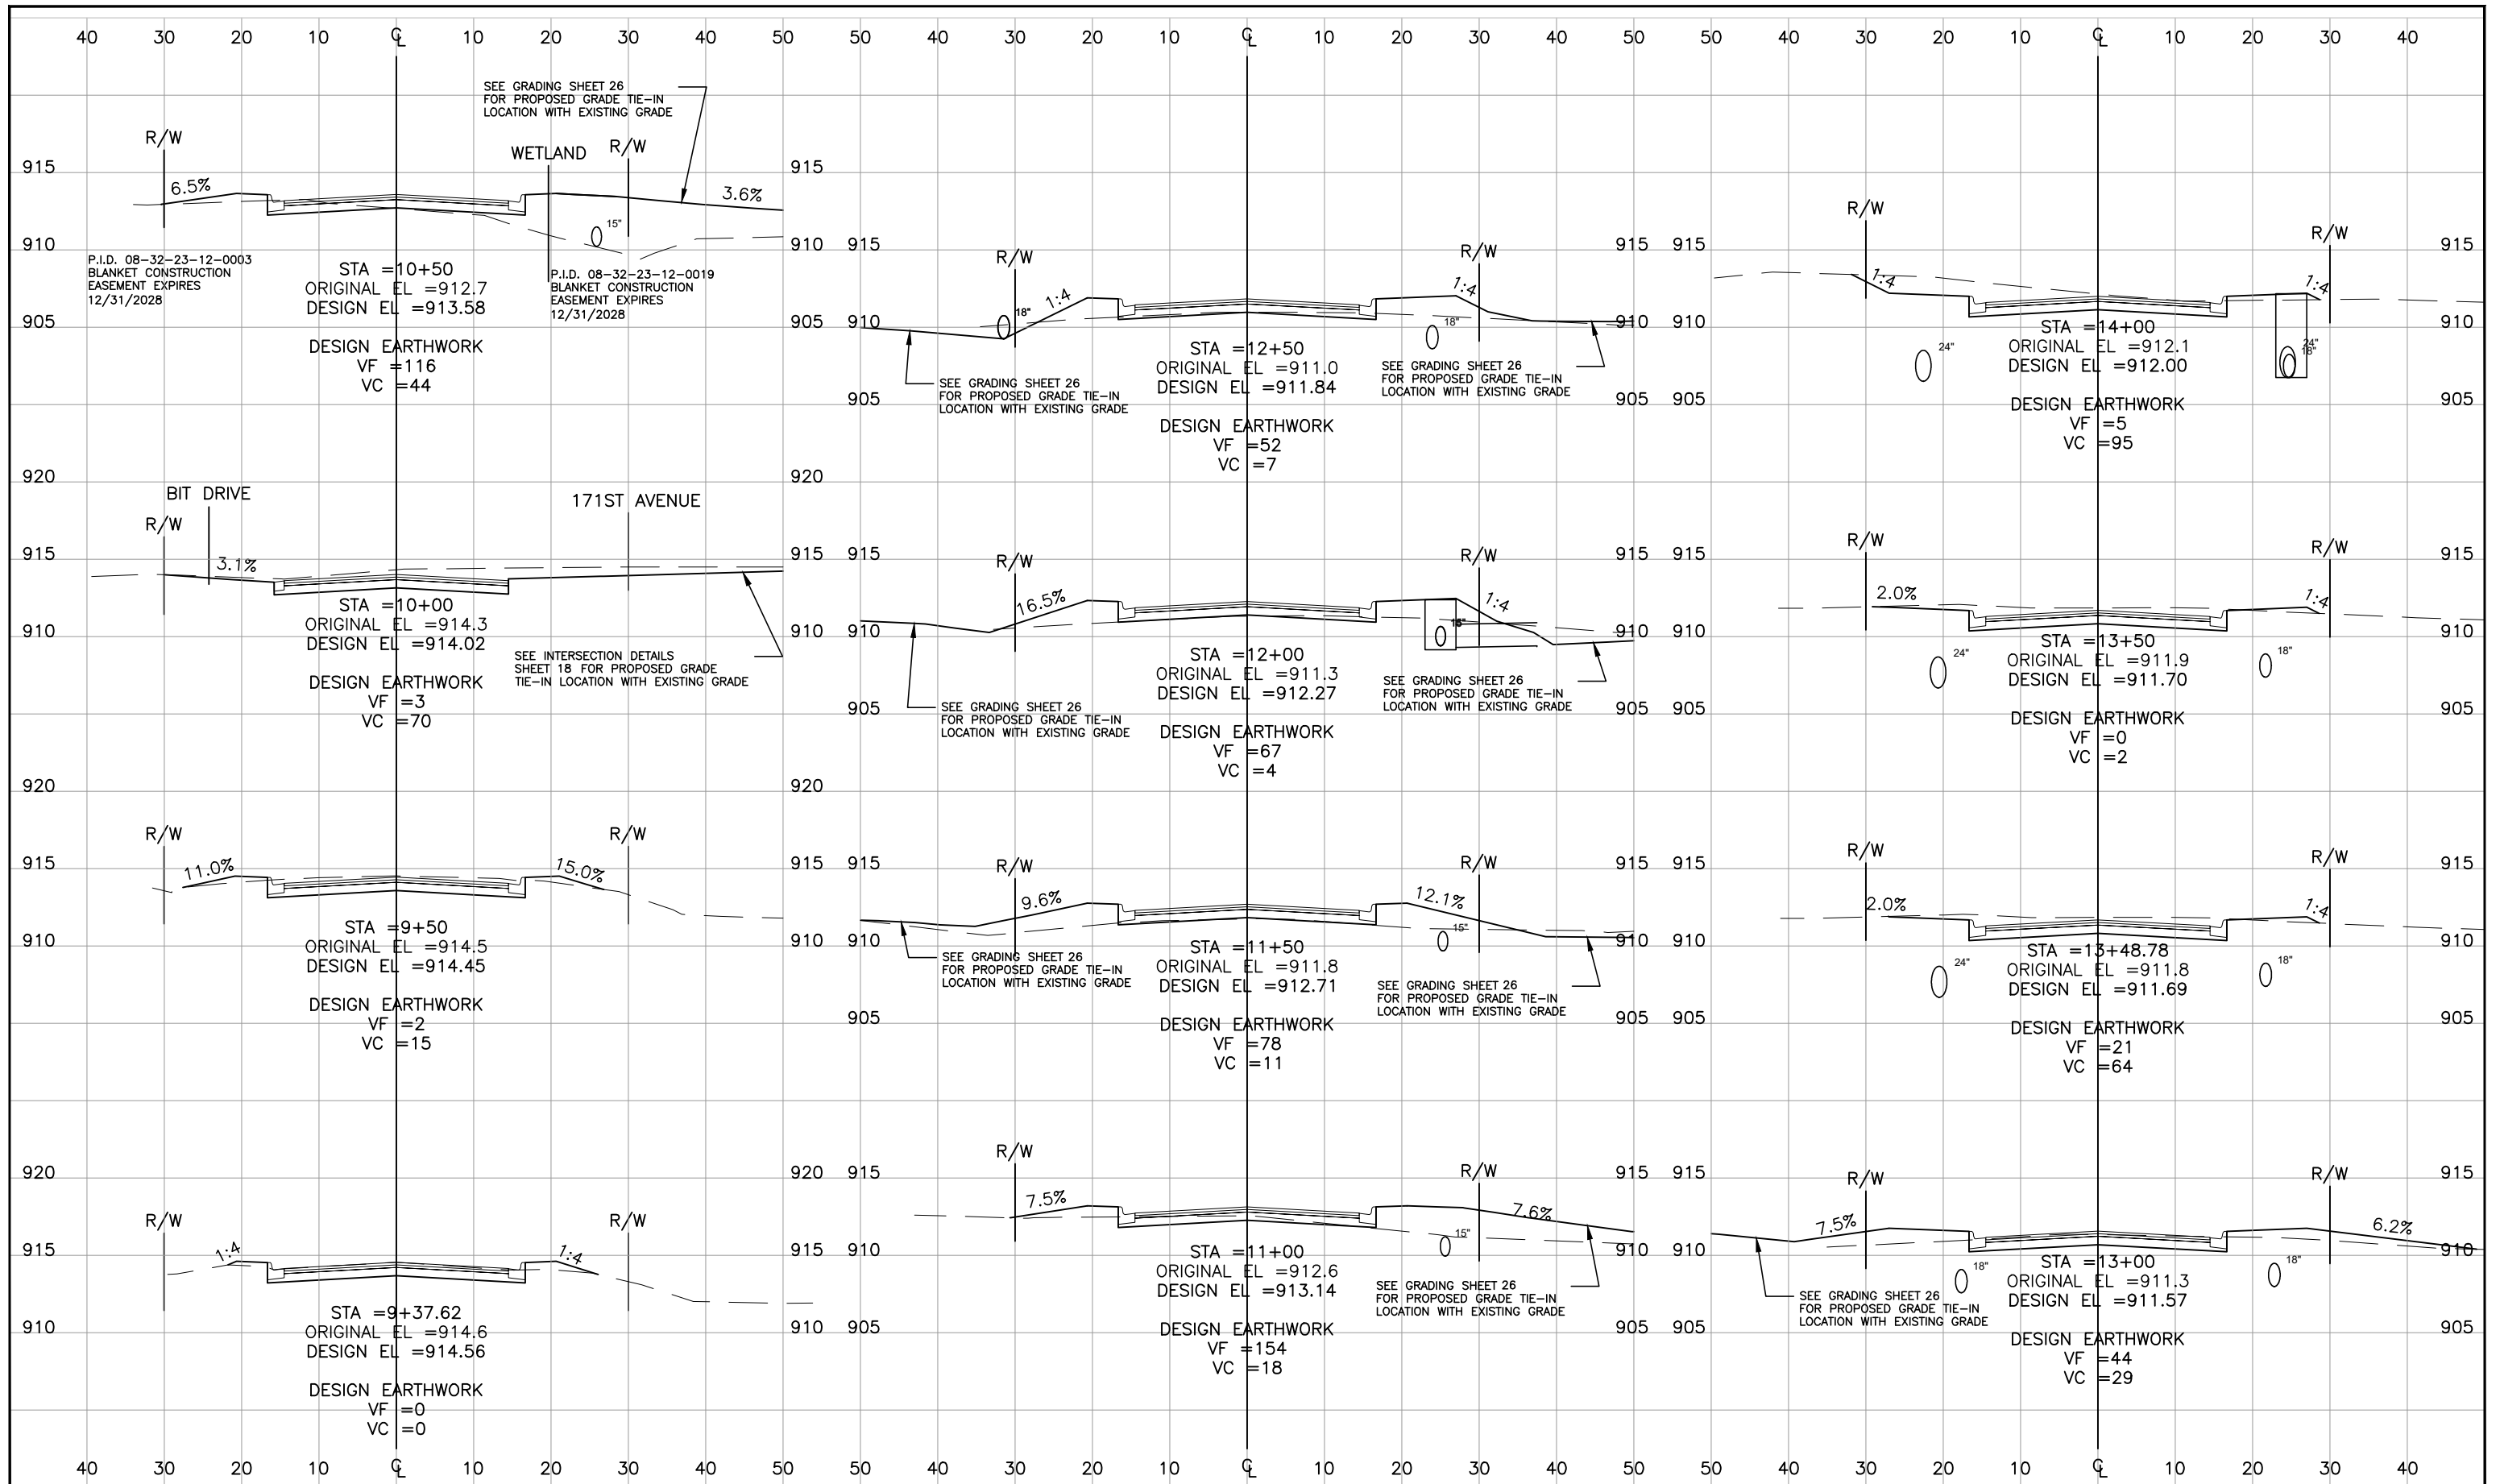 40 30 20 10 ℄ 10 20 30 40 50 40 30 20 10 ℄ 10 20 30 40 50 40 30 20 10 ℄ 10 20 30 40
SEE GRADING SHEET 26
FOR PROPOSED GRADE TIE-IN
LOCATION WITH EXISTING GRADE
R/W
WETLAND
R/W
915
915
6.5%
3.6%
15"
910
910
P.I.D. 08-32-23-12-0003
BLANKET CONSTRUCTION
EASEMENT EXPIRES
12/31/2028
P.I.D. 08-32-23-12-0019
BLANKET CONSTRUCTION
EASEMENT EXPIRES
12/31/2028
STA =10+50
ORIGINAL EL =912.7
DESIGN EL =913.58
905
905
DESIGN EARTHWORK
VF =116
VC =44
920
920
BIT DRIVE
171ST AVENUE
R/W
915
915
3.1%
STA =10+00
ORIGINAL EL =914.3
DESIGN EL =914.02
910
910
SEE INTERSECTION DETAILS
SHEET 18 FOR PROPOSED GRADE
TIE-IN LOCATION WITH EXISTING GRADE
DESIGN EARTHWORK
VF =3
VC =70
920
920
R/W
R/W
915
915
11.0%
15.0%
STA =9+50
ORIGINAL EL =914.5
DESIGN EL =914.45
910
910
DESIGN EARTHWORK
VF =2
VC =15
920
920
R/W
R/W
915
915
1:4
1:4
STA =9+37.62
ORIGINAL EL =914.6
DESIGN EL =914.56
910
910
DESIGN EARTHWORK
VF =0
VC =0
915
915
R/W
R/W
1:4
1:4
18"
18"
910
910
STA =12+50
ORIGINAL EL =911.0
DESIGN EL =911.84
SEE GRADING SHEET 26
FOR PROPOSED GRADE TIE-IN
LOCATION WITH EXISTING GRADE
SEE GRADING SHEET 26
FOR PROPOSED GRADE TIE-IN
LOCATION WITH EXISTING GRADE
905
905
DESIGN EARTHWORK
VF =52
VC =7
915
915
R/W
R/W
16.5%
1:4
910
910
STA =12+00
ORIGINAL EL =911.3
DESIGN EL =912.27
SEE GRADING SHEET 26
FOR PROPOSED GRADE TIE-IN
LOCATION WITH EXISTING GRADE
SEE GRADING SHEET 26
FOR PROPOSED GRADE TIE-IN
LOCATION WITH EXISTING GRADE
905
905
DESIGN EARTHWORK
VF =67
VC =4
915
915
R/W
R/W
9.6%
12.1%
15"
910
910
STA =11+50
ORIGINAL EL =911.8
DESIGN EL =912.71
SEE GRADING SHEET 26
FOR PROPOSED GRADE TIE-IN
LOCATION WITH EXISTING GRADE
SEE GRADING SHEET 26
FOR PROPOSED GRADE TIE-IN
LOCATION WITH EXISTING GRADE
905
905
DESIGN EARTHWORK
VF =78
VC =11
915
915
R/W
R/W
7.5%
7.6%
15"
910
910
STA =11+00
ORIGINAL EL =912.6
DESIGN EL =913.14
SEE GRADING SHEET 26
FOR PROPOSED GRADE TIE-IN
LOCATION WITH EXISTING GRADE
905
905
DESIGN EARTHWORK
VF =154
VC =18
915
915
R/W
R/W
1:4
1:4
24"
24"
18"
910
910
STA =14+00
ORIGINAL EL =912.1
DESIGN EL =912.00
905
905
DESIGN EARTHWORK
VF =5
VC =95
915
915
R/W
R/W
2.0%
1:4
24"
18"
910
910
STA =13+50
ORIGINAL EL =911.9
DESIGN EL =911.70
905
905
DESIGN EARTHWORK
VF =0
VC =2
915
915
R/W
R/W
2.0%
1:4
24"
18"
910
910
STA =13+48.78
ORIGINAL EL =911.8
DESIGN EL =911.69
905
905
DESIGN EARTHWORK
VF =21
VC =64
915
915
R/W
R/W
7.5%
6.2%
18"
18"
910
910
STA =13+00
ORIGINAL EL =911.3
DESIGN EL =911.57
SEE GRADING SHEET 26
FOR PROPOSED GRADE TIE-IN
LOCATION WITH EXISTING GRADE
905
905
DESIGN EARTHWORK
VF =44
VC =29
40 30 20 10 ℄ 10 20 30 40 50 40 30 20 10 ℄ 10 20 30 40 50 40 30 20 10 ℄ 10 20 30 40